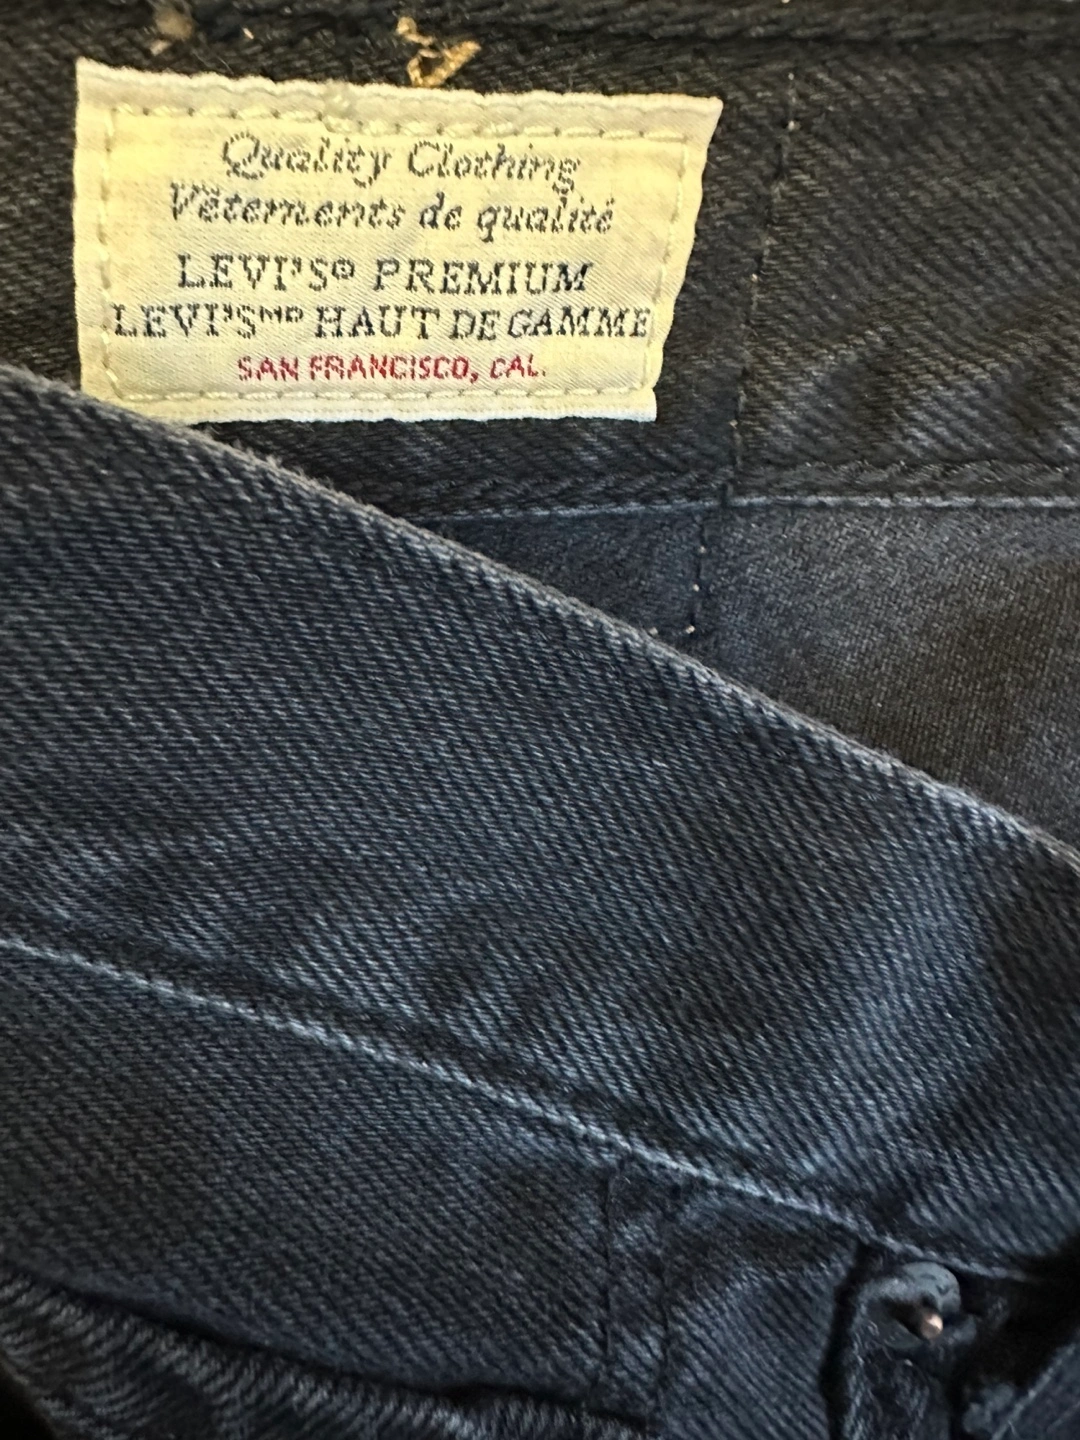 Quality Clothing
Vêtements de qualité
LEVI'S® PREMIUM
LEVI'Sᴹᴰ HAUT DE GAMME
SAN FRANCISCO, CAL.